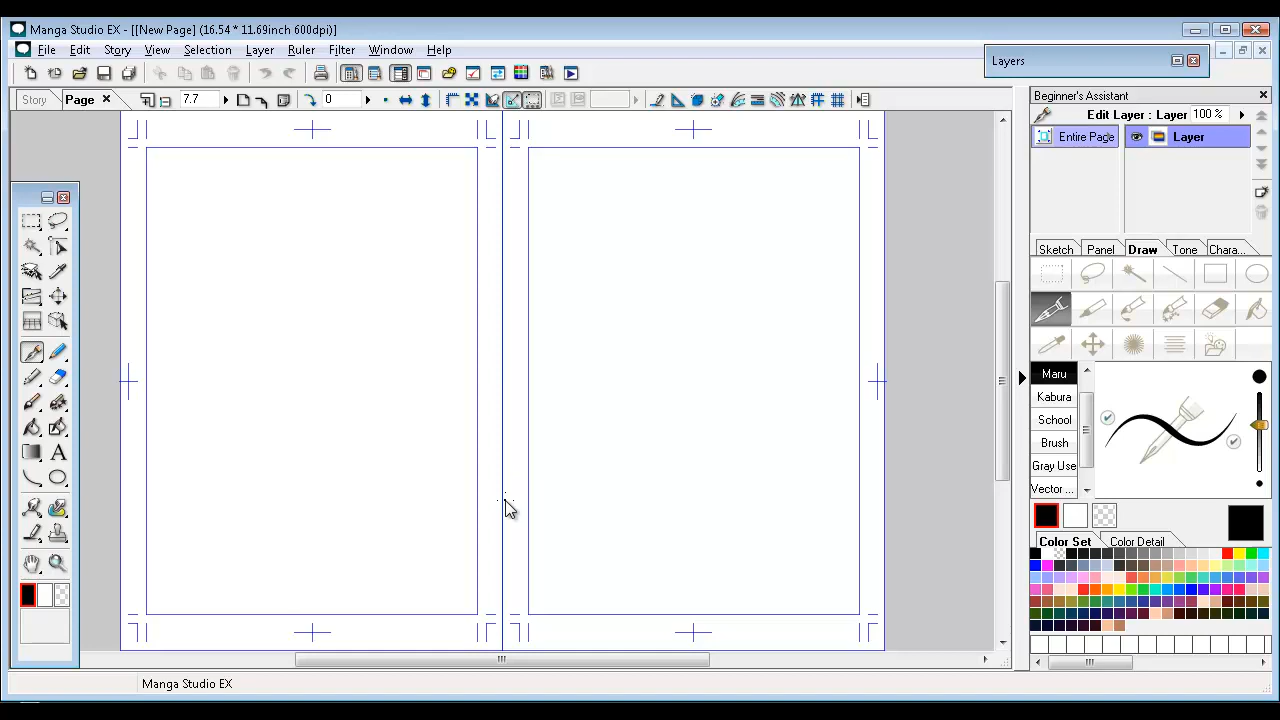 Manga Studio EX - [[New Page] (16.54 * 11.69inch 600dpi)]
File Edit Story View Selection Layer Ruler Filter Window Help
Layers
7.7 0
Story Page
Beginner's Assistant
Edit Layer : Layer 100 %
Entire Page Layer
Sketch Panel Draw Tone Chara...
Maru
Kabura
School
Brush
Gray Use
Vector ...
Color Set Color Detail
Manga Studio EX